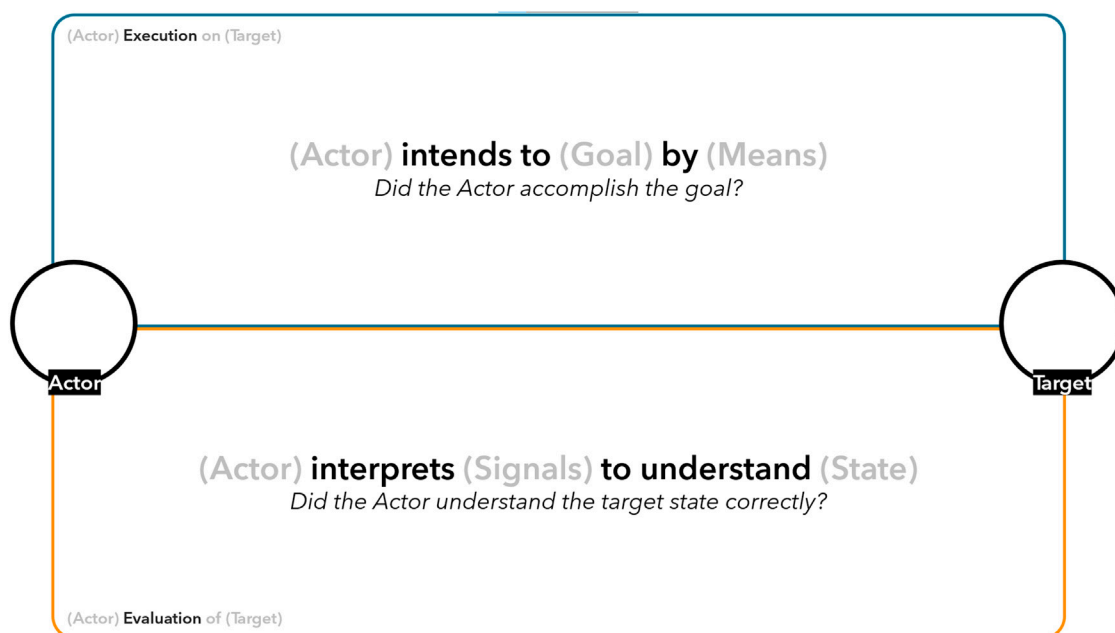 (Actor) Execution on (Target)
(Actor) intends to (Goal) by (Means)
Did the Actor accomplish the goal?
Actor
Target
(Actor) interprets (Signals) to understand (State)
Did the Actor understand the target state correctly?
(Actor) Evaluation of (Target)